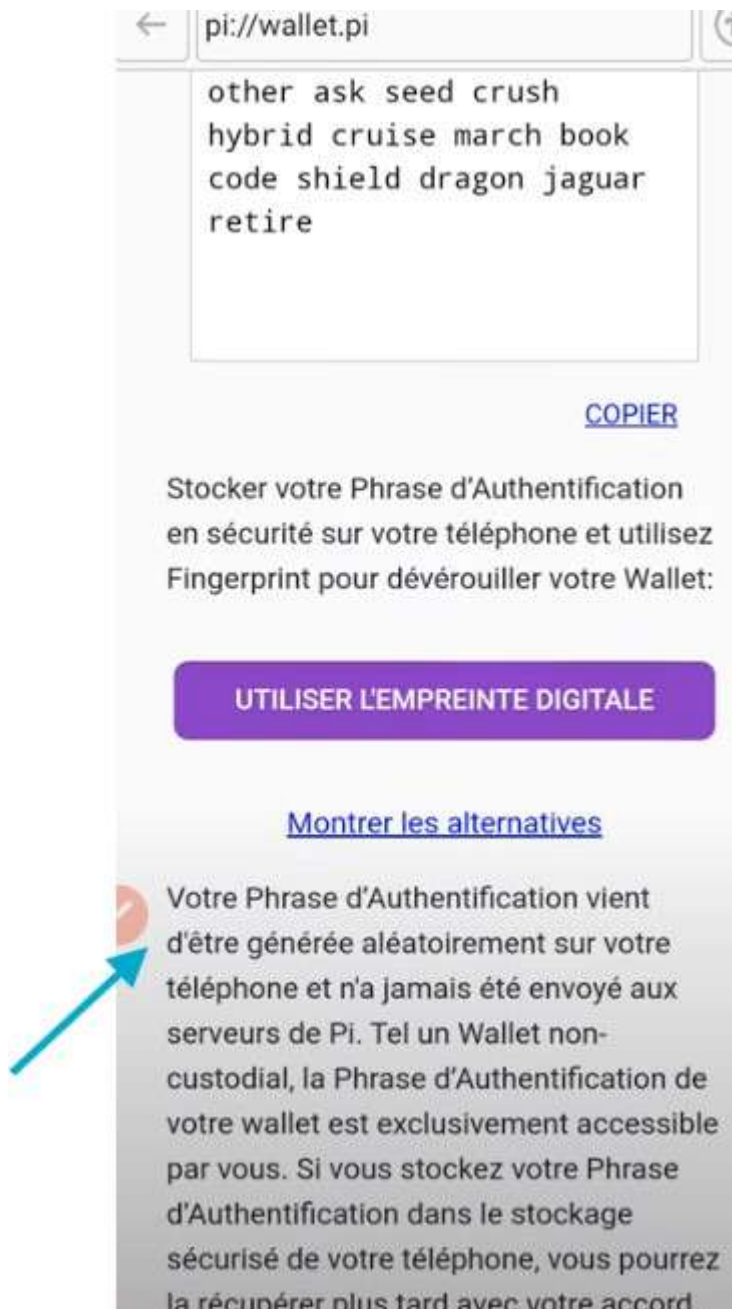 pi://wallet.pi
other ask seed crush
hybrid cruise march book
code shield dragon jaguar
retire
COPIER
Stocker votre Phrase d'Authentification
en sécurité sur votre téléphone et utilisez
Fingerprint pour dévérouiller votre Wallet:
UTILISER L'EMPREINTE DIGITALE
Montrer les alternatives
Votre Phrase d'Authentification vient
d'être générée aléatoirement sur votre
téléphone et n'a jamais été envoyé aux
serveurs de Pi. Tel un Wallet non-
custodial, la Phrase d'Authentification de
votre wallet est exclusivement accessible
par vous. Si vous stockez votre Phrase
d'Authentification dans le stockage
sécurisé de votre téléphone, vous pourrez
la récupérer plus tard avec votre accord